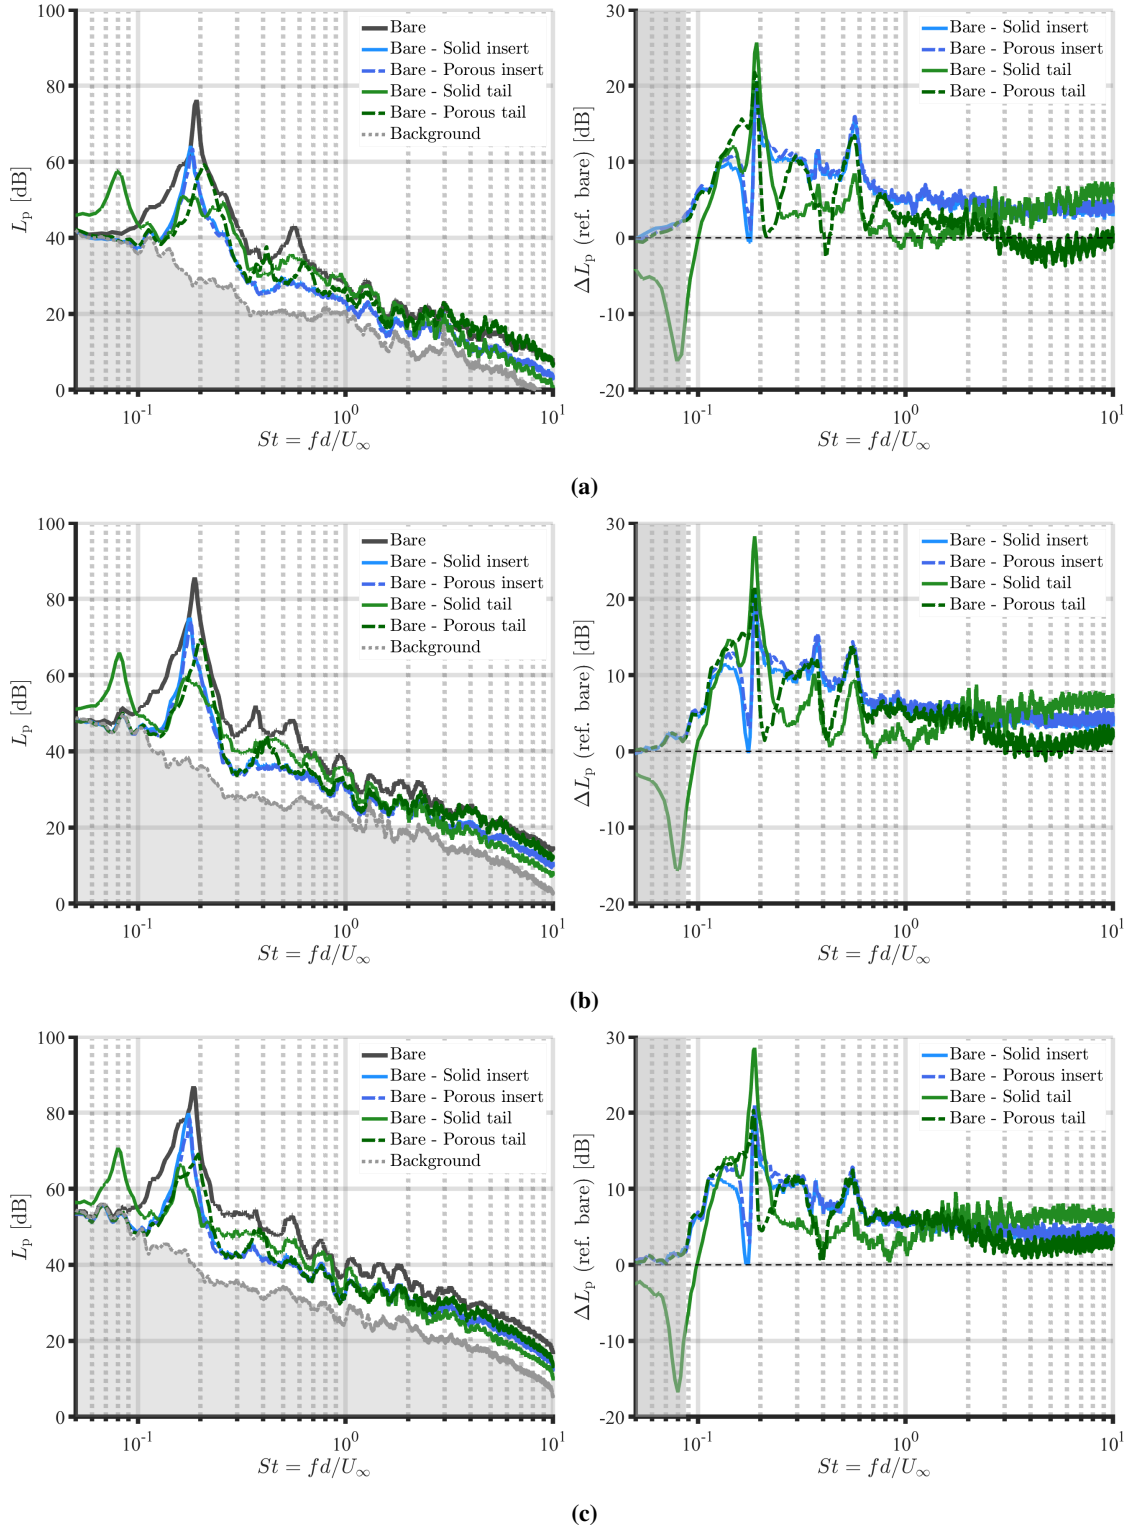 100
80
60
40
20
0
L_p [dB]
10^-1
10^0
10^1
St = fd/U_∞
Bare
Bare - Solid insert
Bare - Porous insert
Bare - Solid tail
Bare - Porous tail
Background
30
20
10
0
-10
-20
ΔL_p (ref. bare) [dB]
10^-1
10^0
10^1
St = fd/U_∞
Bare - Solid insert
Bare - Porous insert
Bare - Solid tail
Bare - Porous tail
(a)
100
80
60
40
20
0
L_p [dB]
10^-1
10^0
10^1
St = fd/U_∞
Bare
Bare - Solid insert
Bare - Porous insert
Bare - Solid tail
Bare - Porous tail
Background
30
20
10
0
-10
-20
ΔL_p (ref. bare) [dB]
10^-1
10^0
10^1
St = fd/U_∞
Bare - Solid insert
Bare - Porous insert
Bare - Solid tail
Bare - Porous tail
(b)
100
80
60
40
20
0
L_p [dB]
10^-1
10^0
10^1
St = fd/U_∞
Bare
Bare - Solid insert
Bare - Porous insert
Bare - Solid tail
Bare - Porous tail
Background
30
20
10
0
-10
-20
ΔL_p (ref. bare) [dB]
10^-1
10^0
10^1
St = fd/U_∞
Bare - Solid insert
Bare - Porous insert
Bare - Solid tail
Bare - Porous tail
(c)